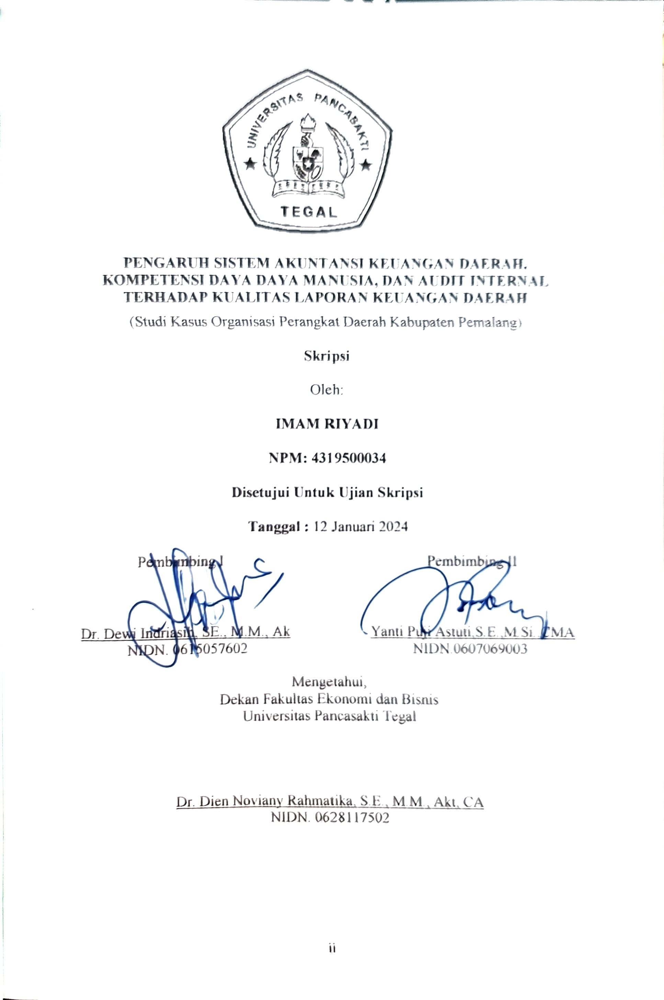 UNIVERSITAS PANCABAKTI
TEGAL
PENGARUH SISTEM AKUNTANSI KEUANGAN DAERAH.
KOMPETENSI DAYA DAYA MANUSIA, DAN AUDIT INTERNAL
TERHADAP KUALITAS LAPORAN KEUANGAN DAERAH
(Studi Kasus Organisasi Perangkat Daerah Kabupaten Pemalang)
Skripsi
Oleh:
IMAM RIYADI
NPM: 4319500034
Disetujui Untuk Ujian Skripsi
Tanggal : 12 Januari 2024
Pembimbing I
Pembimbing II
Dr. Dewi Indriasih, SE., M.M., Ak
Yanti Puji Astuti,S.E.,M.Si. CMA
NIDN. 0615057602
NIDN.0607069003
Mengetahui,
Dekan Fakultas Ekonomi dan Bisnis
Universitas Pancasakti Tegal
Dr. Dien Noviany Rahmatika, S.E., M.M., Akt, CA
NIDN. 0628117502
ii